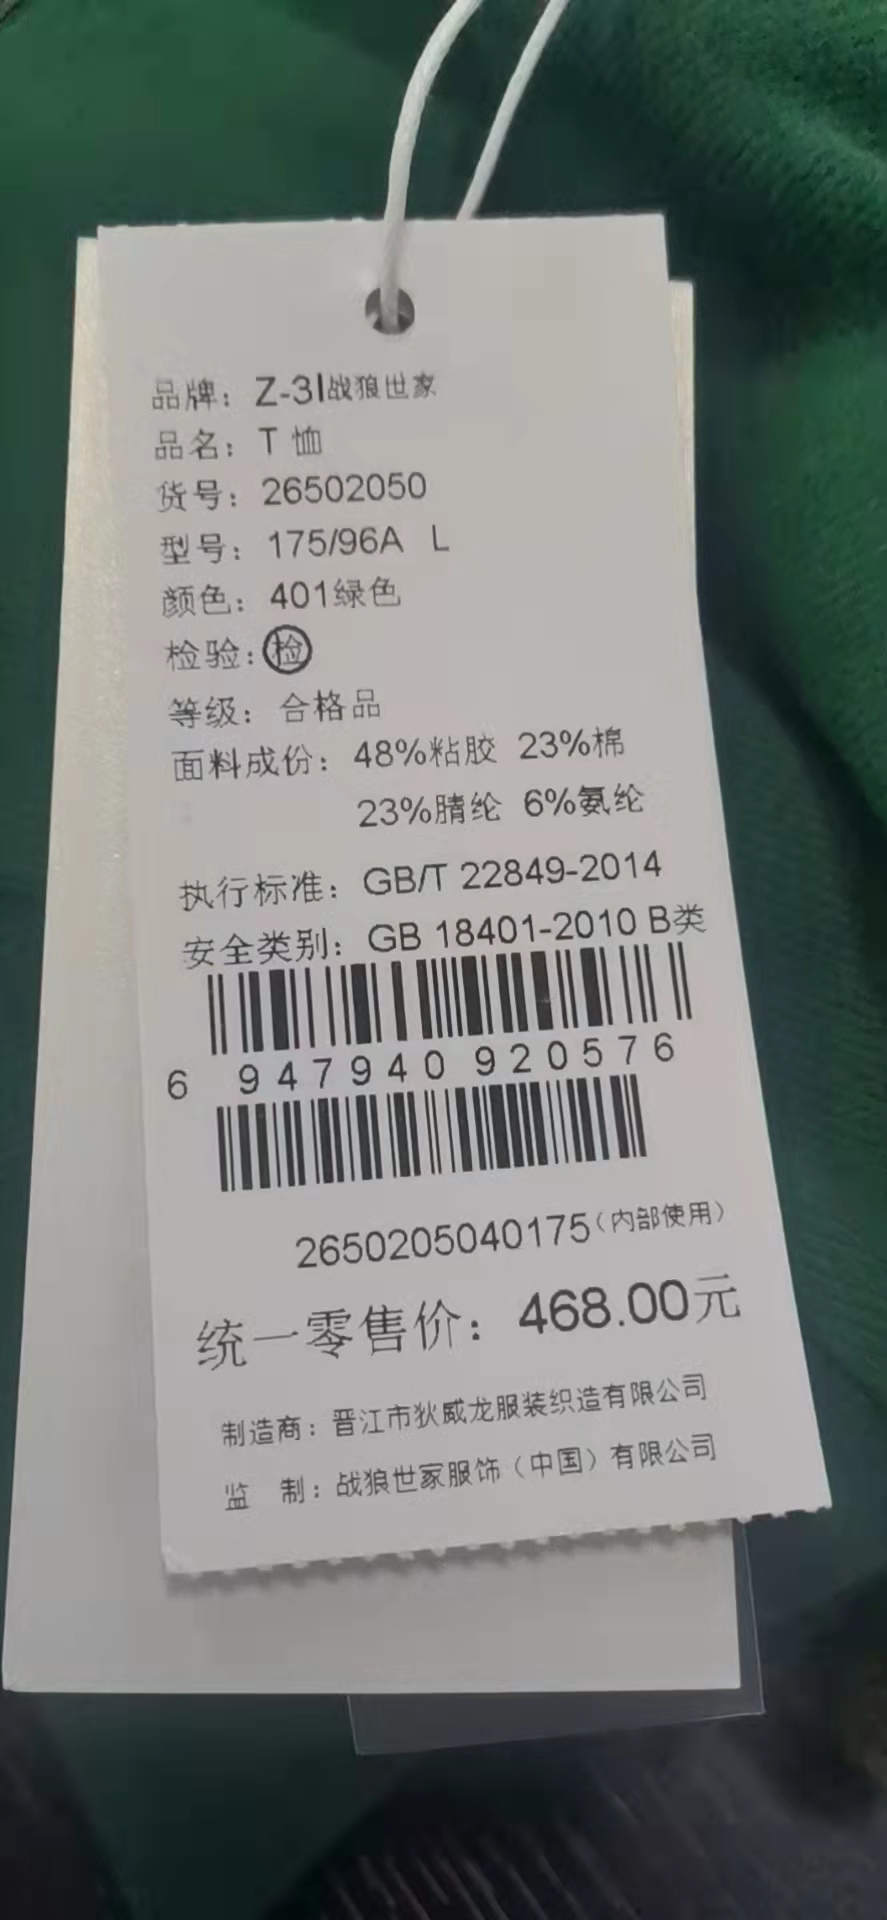 品牌：Z-3I战狼世家
品名：T 恤
货号：26502050
型号：175/96A L
颜色：401绿色
检验：检
等级：合格品
面料成份：48%粘胶 23%棉
23%腈纶 6%氨纶
执行标准：GB/T 22849-2014
安全类别：GB 18401-2010 B类
6 947940 920576
2650205040175（内部使用）
统一零售价：468.00元
制造商：晋江市狄威龙服装织造有限公司
监 制：战狼世家服饰（中国）有限公司